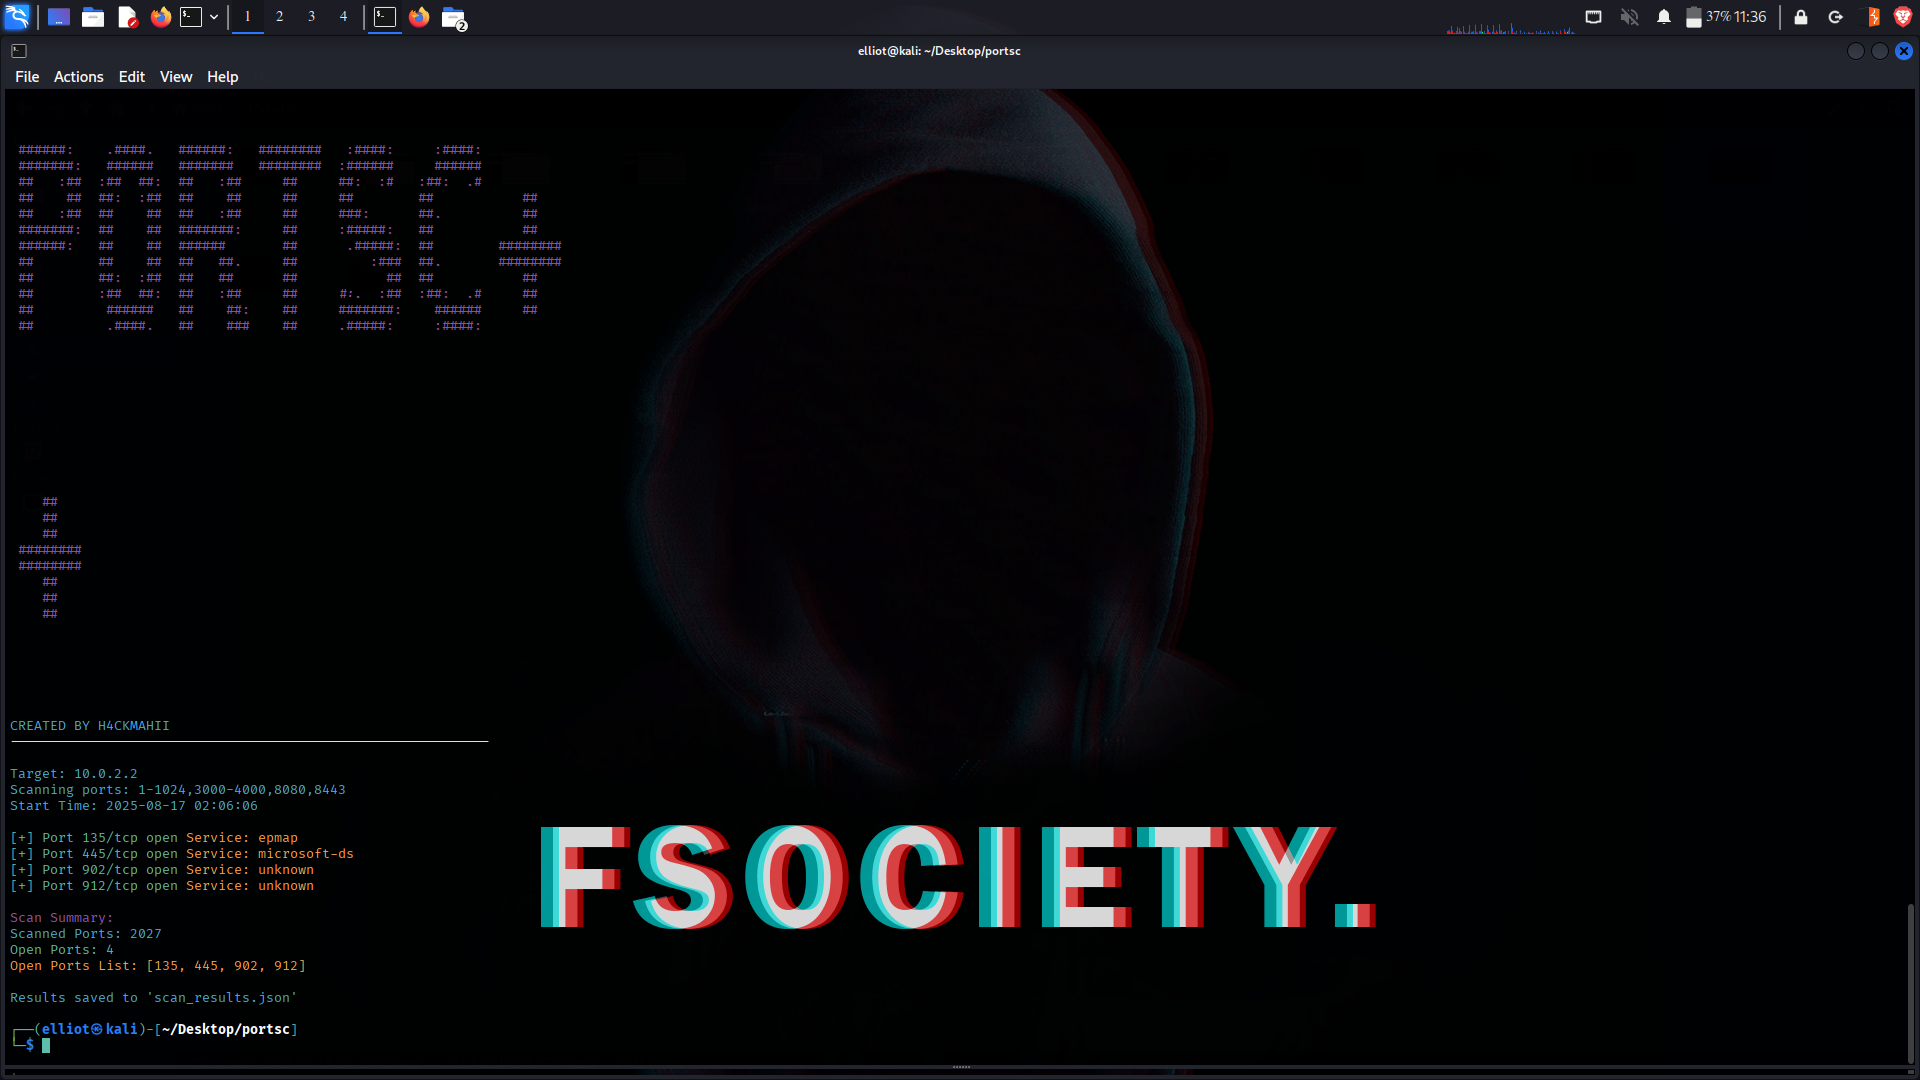 1 2 3 4 2 37% 11:36
elliot@kali: ~/Desktop/portsc
File Actions Edit View Help
PORTSC+
+
CREATED BY H4CKMAHII
Target: 10.0.2.2
Scanning ports: 1-1024,3000-4000,8080,8443
Start Time: 2025-08-17 02:06:06
[+] Port 135/tcp open Service: epmap
[+] Port 445/tcp open Service: microsoft-ds
[+] Port 902/tcp open Service: unknown
[+] Port 912/tcp open Service: unknown
FSOCIETY.
Scan Summary:
Scanned Ports: 2027
Open Ports: 4
Open Ports List: [135, 445, 902, 912]
Results saved to 'scan_results.json'
┌──(elliot㉿kali)-[~/Desktop/portsc]
└─$